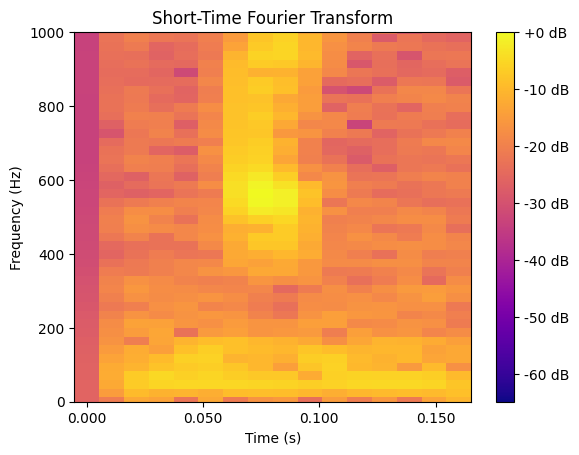 Short-Time Fourier Transform
Frequency (Hz)
1000
800
600
400
200
0
0.000
0.050
0.100
0.150
Time (s)
+0 dB
-10 dB
-20 dB
-30 dB
-40 dB
-50 dB
-60 dB